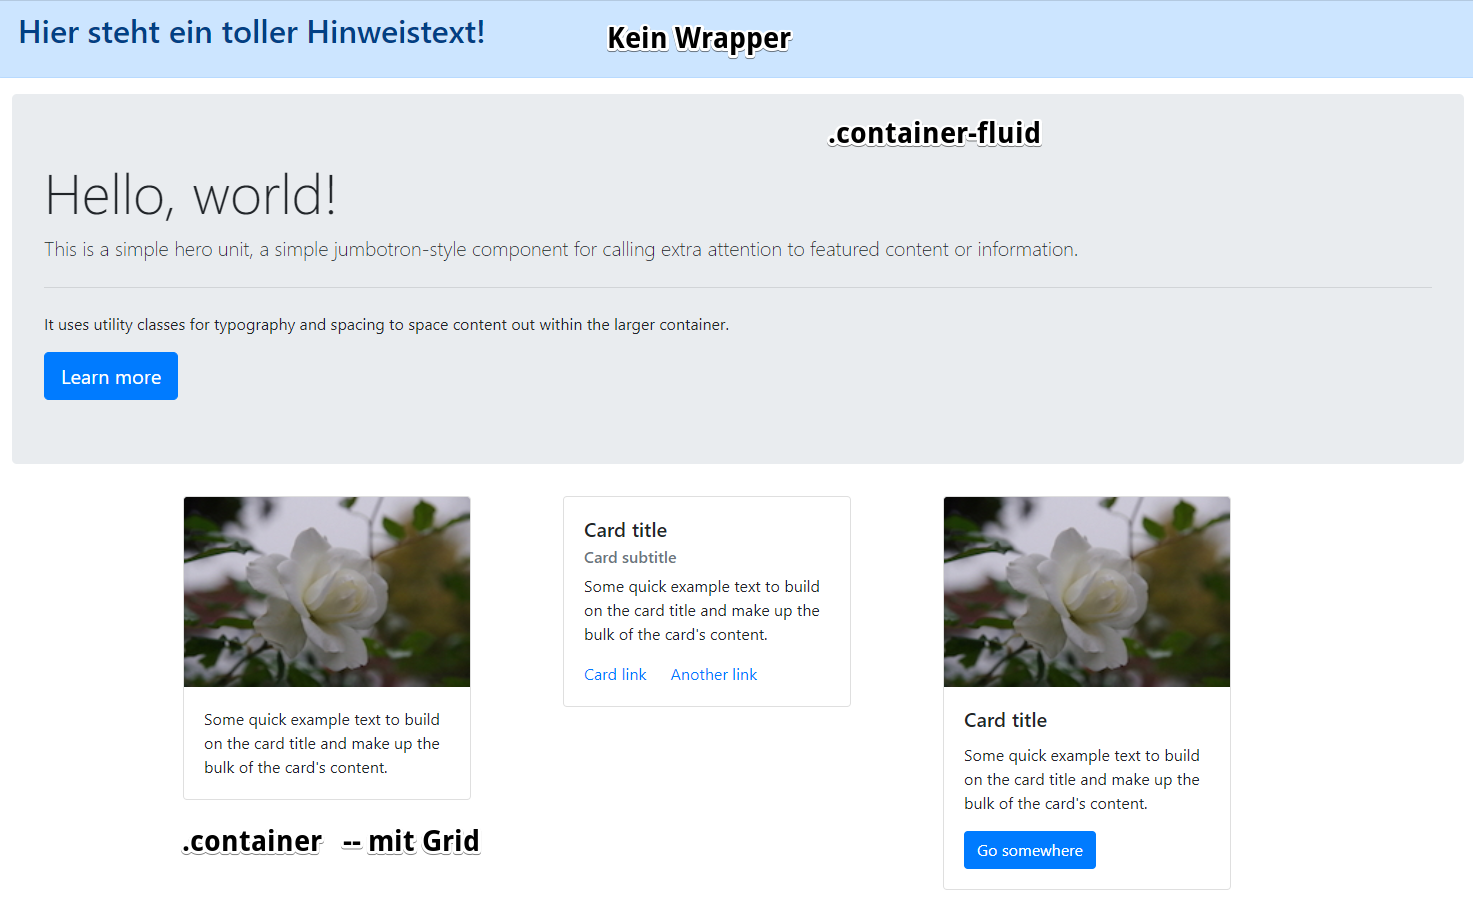 Hier steht ein toller Hinweistext!
Kein Wrapper
.container-fluid
Hello, world!
This is a simple hero unit, a simple jumbotron-style component for calling extra attention to featured content or information.
It uses utility classes for typography and spacing to space content out within the larger container.
Learn more
Some quick example text to build
on the card title and make up the
bulk of the card's content.
Card title
Card subtitle
Some quick example text to build
on the card title and make up the
bulk of the card's content.
Card link Another link
Card title
Some quick example text to build
on the card title and make up the
bulk of the card's content.
Go somewhere
.container -- mit Grid